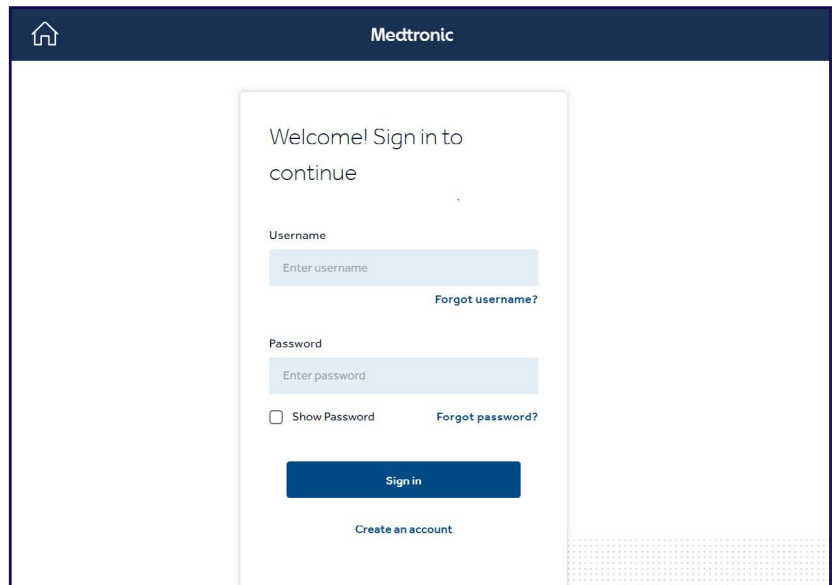 Medtronic
Welcome! Sign in to
continue
Username
Enter username
Forgot username?
Password
Enter password
Show Password Forgot password?
Sign in
Create an account